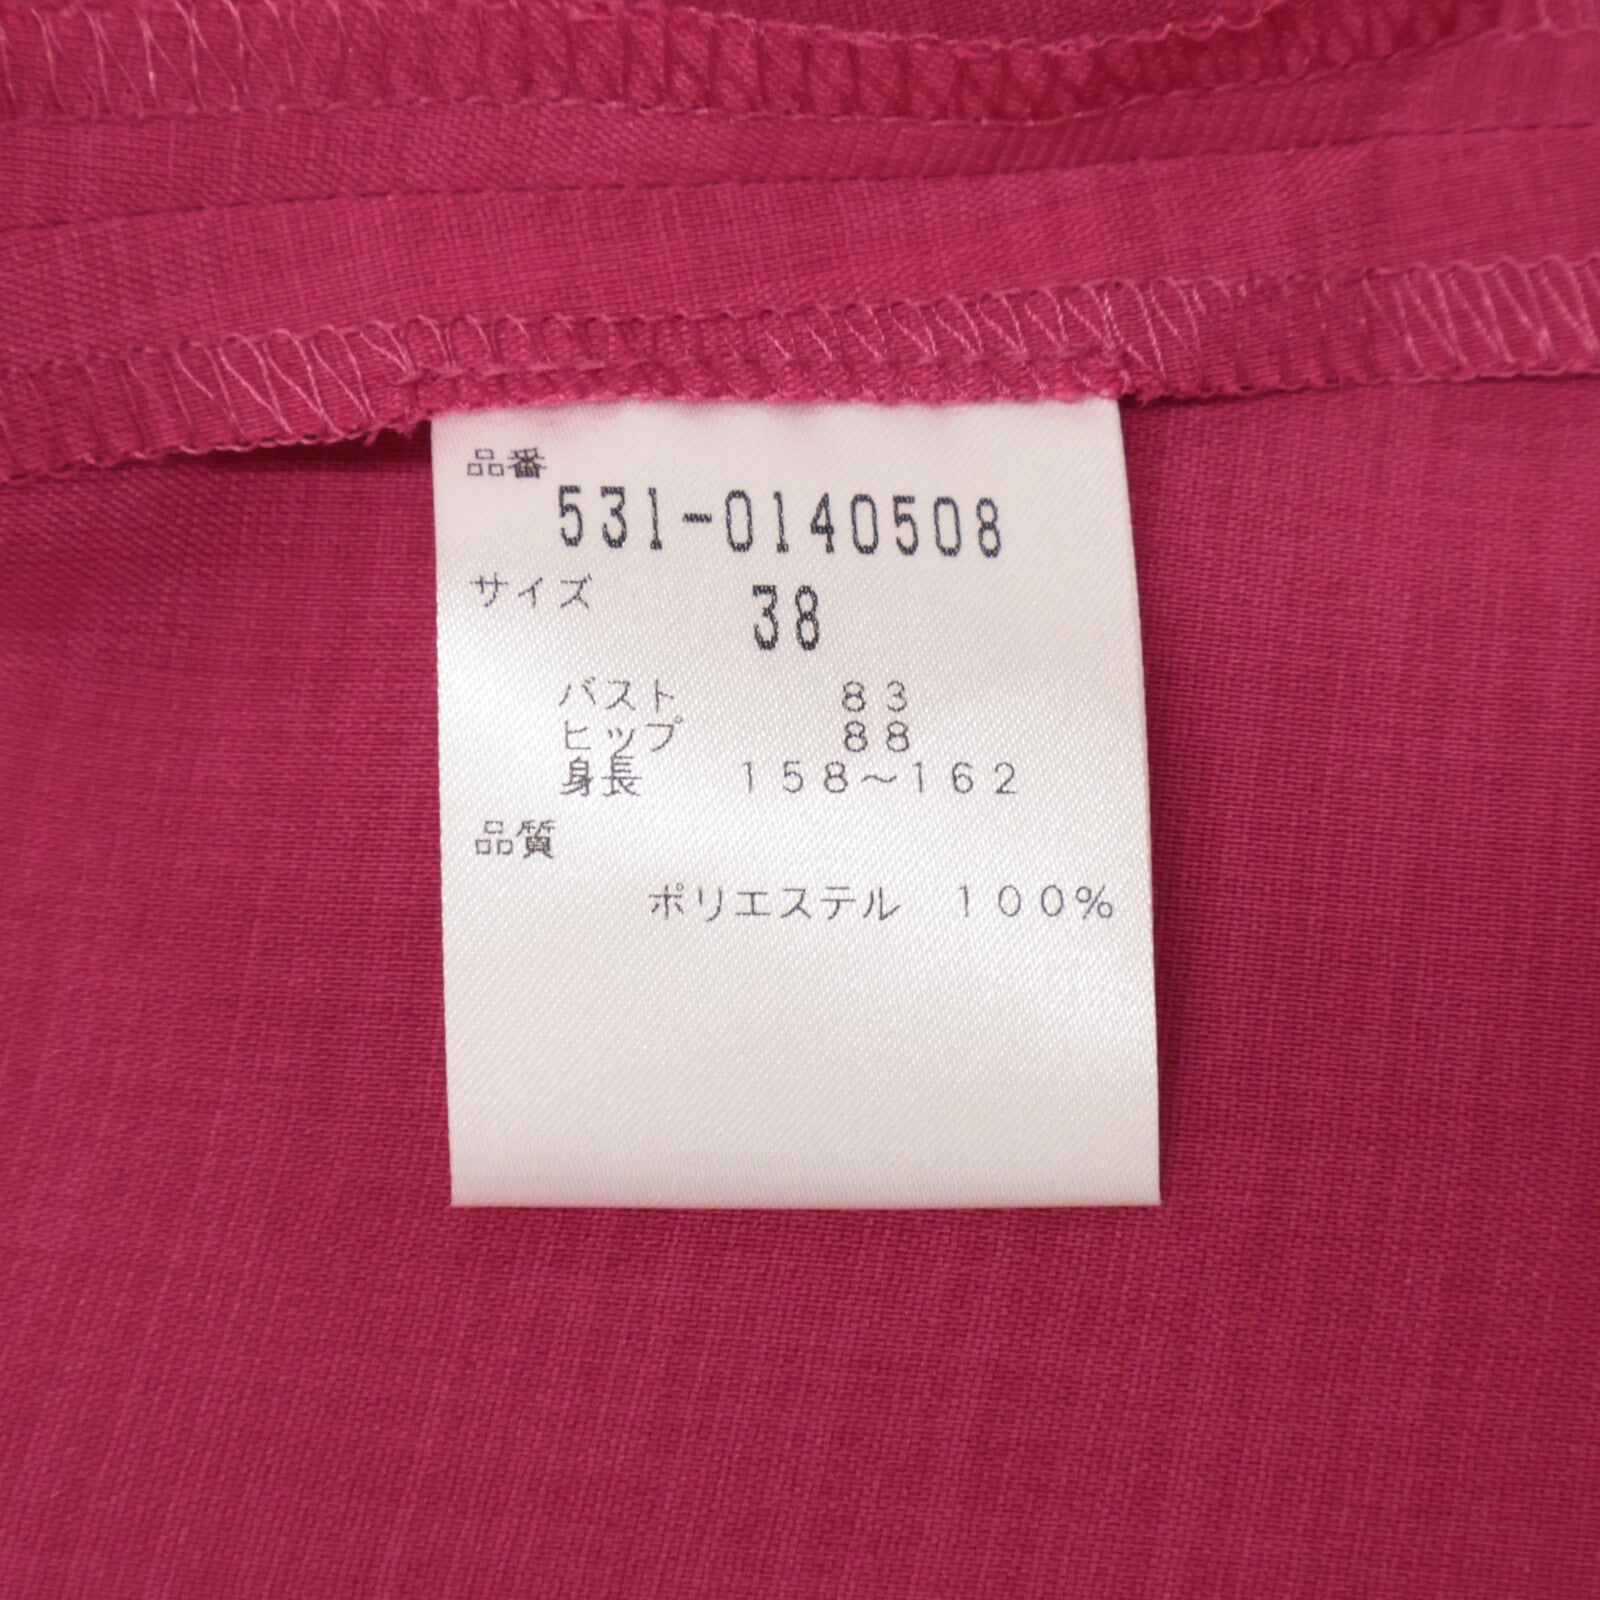 品番
531-0140508
サイズ 38
バスト 83
ヒップ 88
身長 158～162
品質
ポリエステル 100%